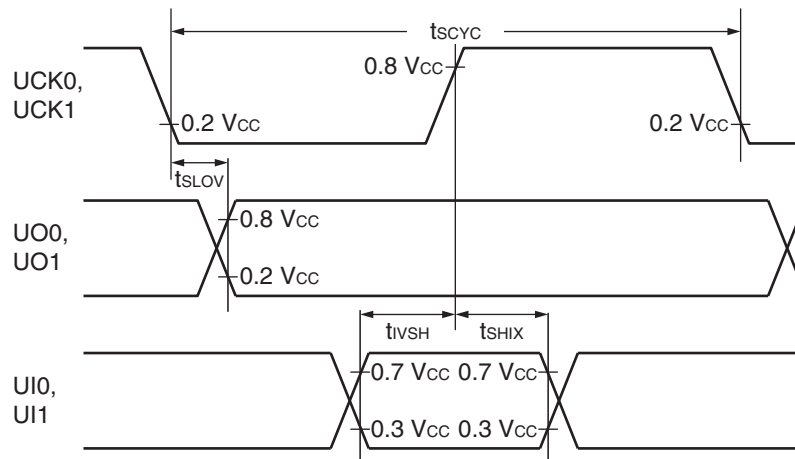 tSCYC
UCK0,
UCK1
0.8 VCC
0.2 VCC
0.2 VCC
tSLOV
UO0,
UO1
0.8 VCC
0.2 VCC
tIVSH
tSHIX
UI0,
UI1
0.7 VCC
0.7 VCC
0.3 VCC
0.3 VCC